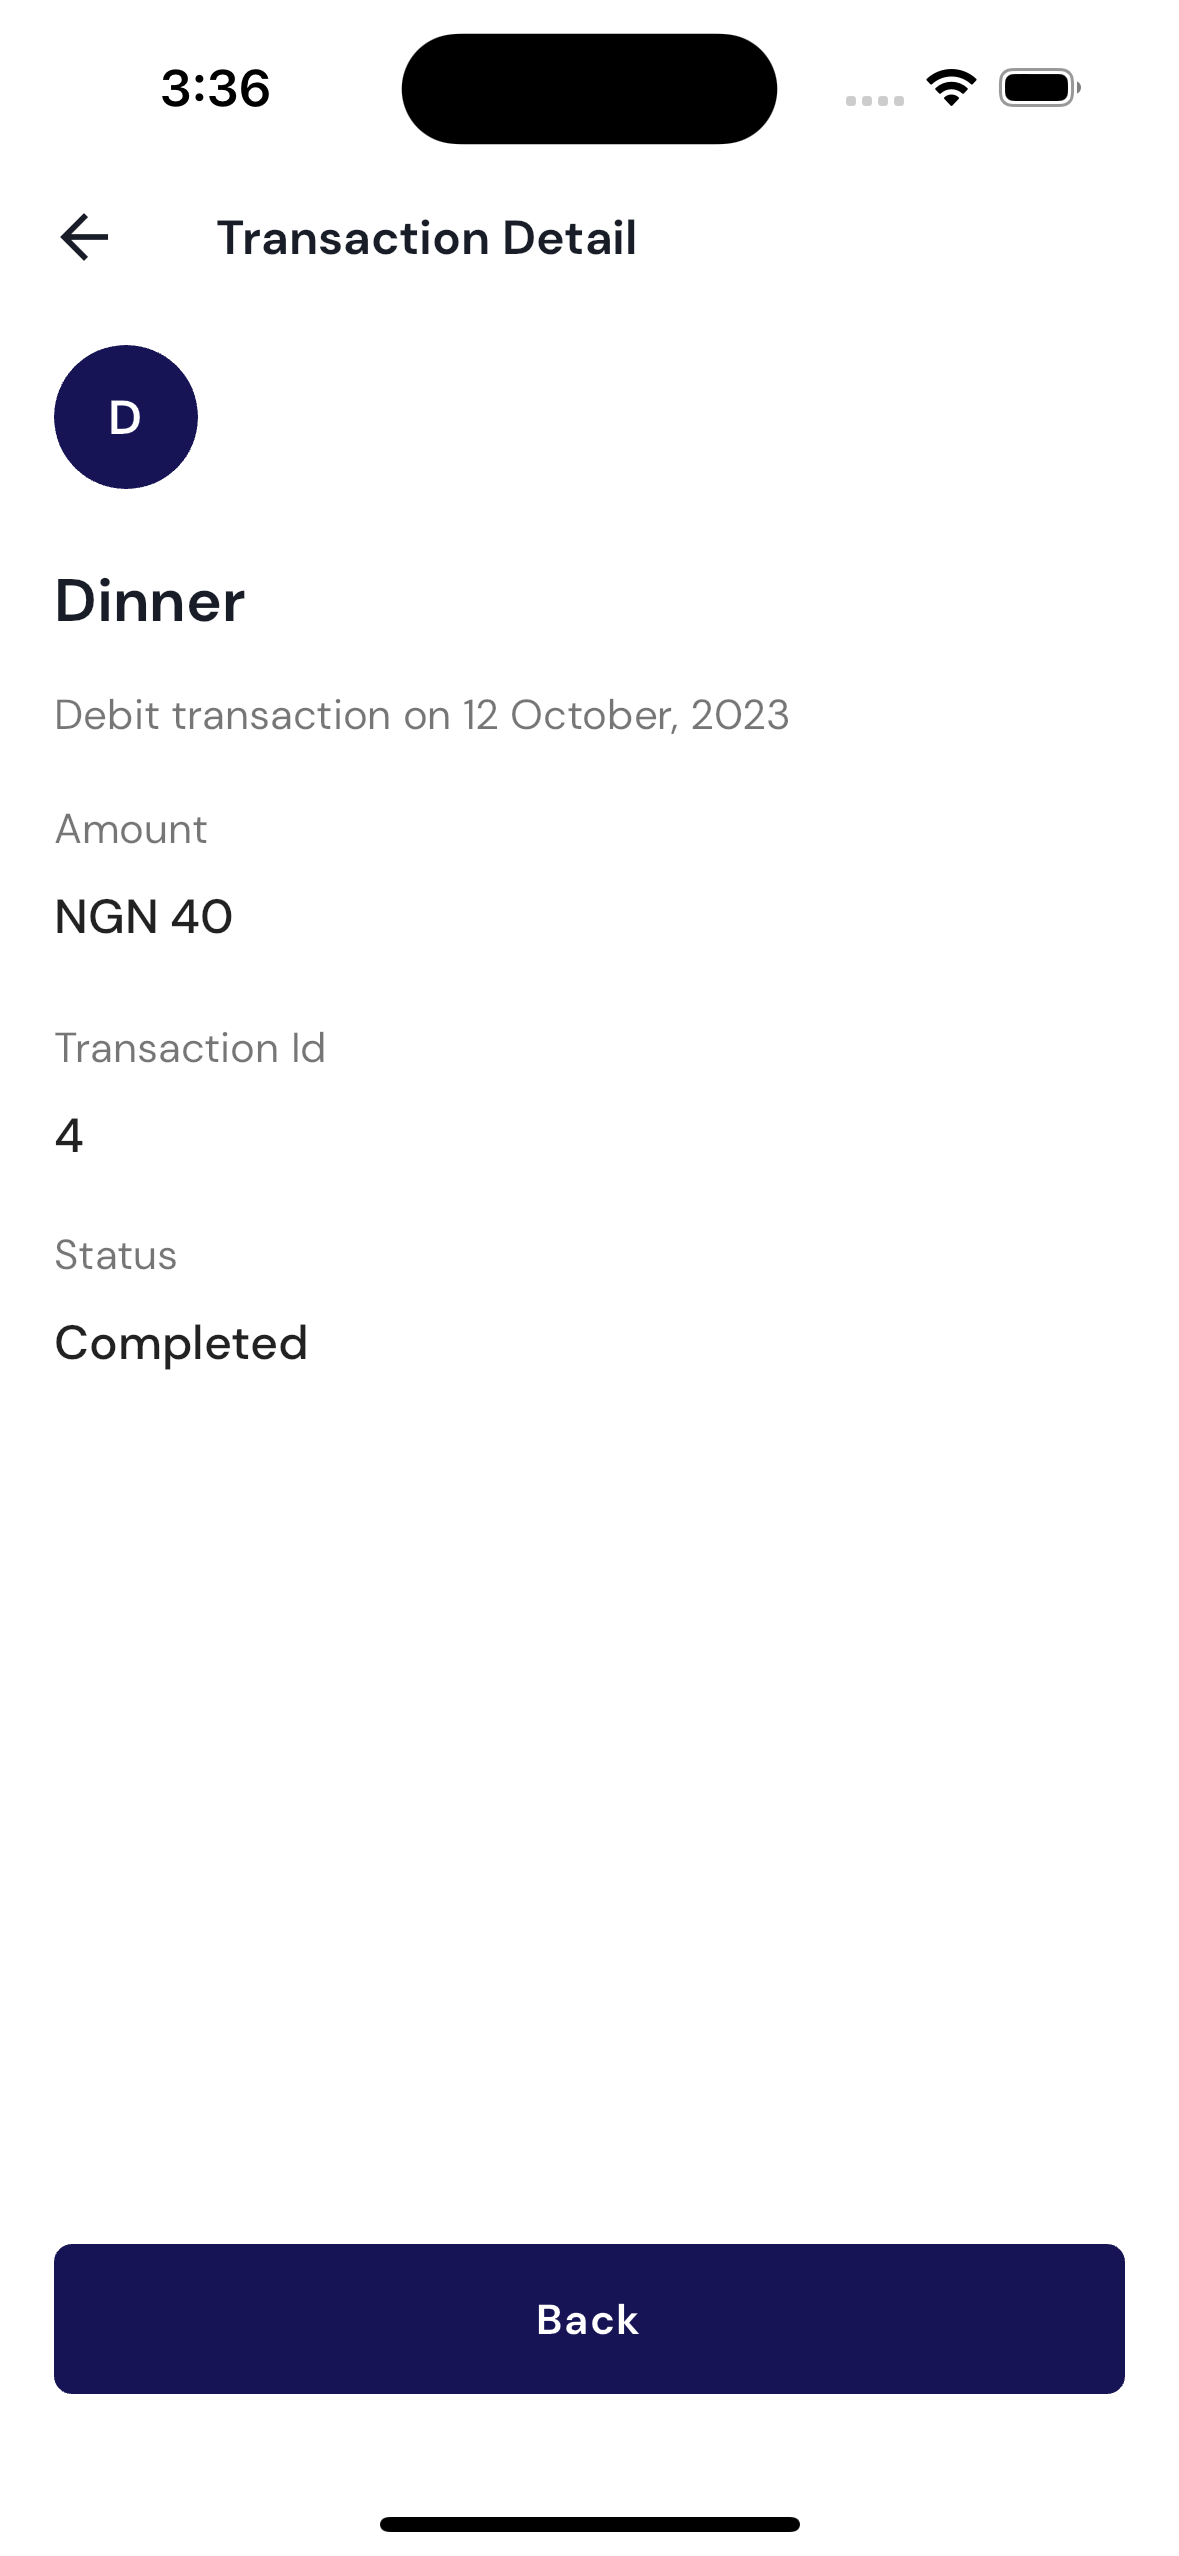 3:36
Transaction Detail
D
Dinner
Debit transaction on 12 October, 2023
Amount
NGN 40
Transaction Id
4
Status
Completed
Back